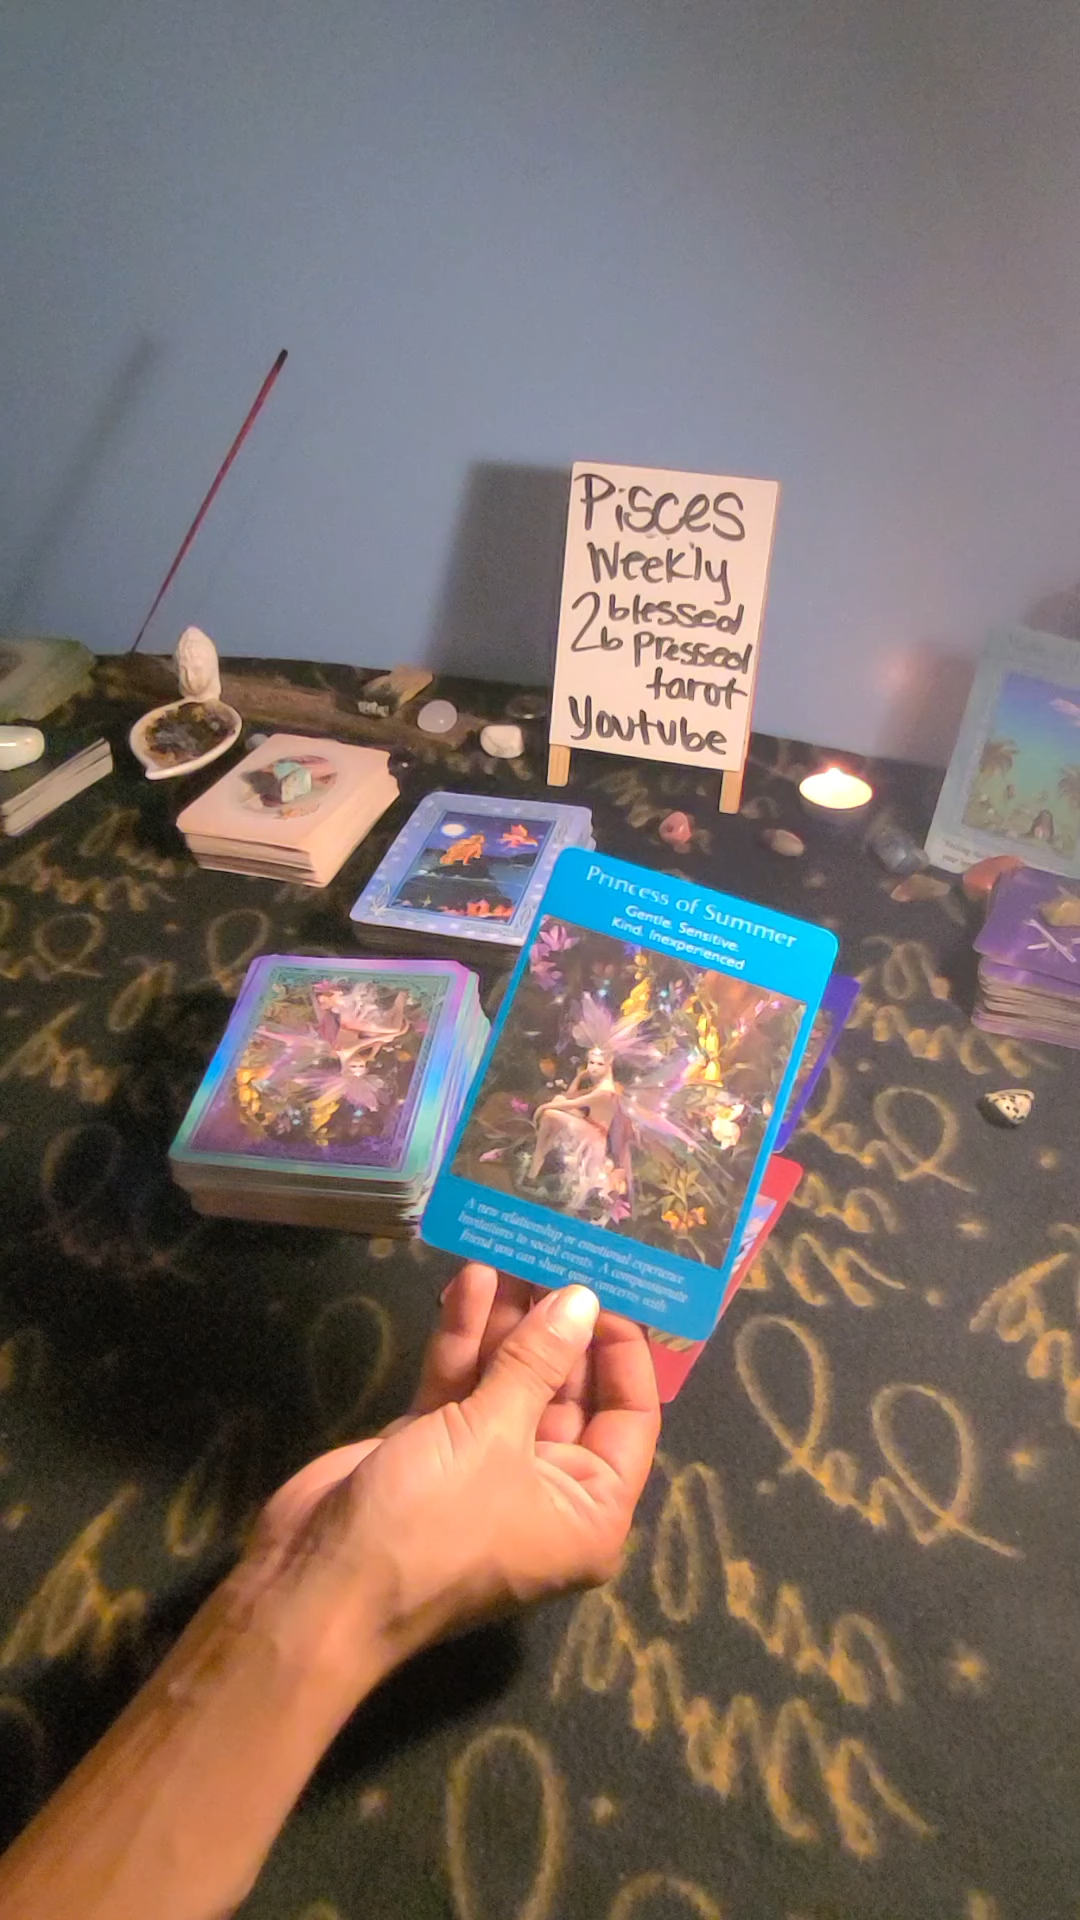 Pisces
Weekly
2 blessed
2b pressed
tarot
Youtube
Princess of Summer
Gentle. Sensitive.
Kind. Inexperienced
A new relationship or emotional experience
Invitations to social events. A compassionate
friend you can share your concerns with